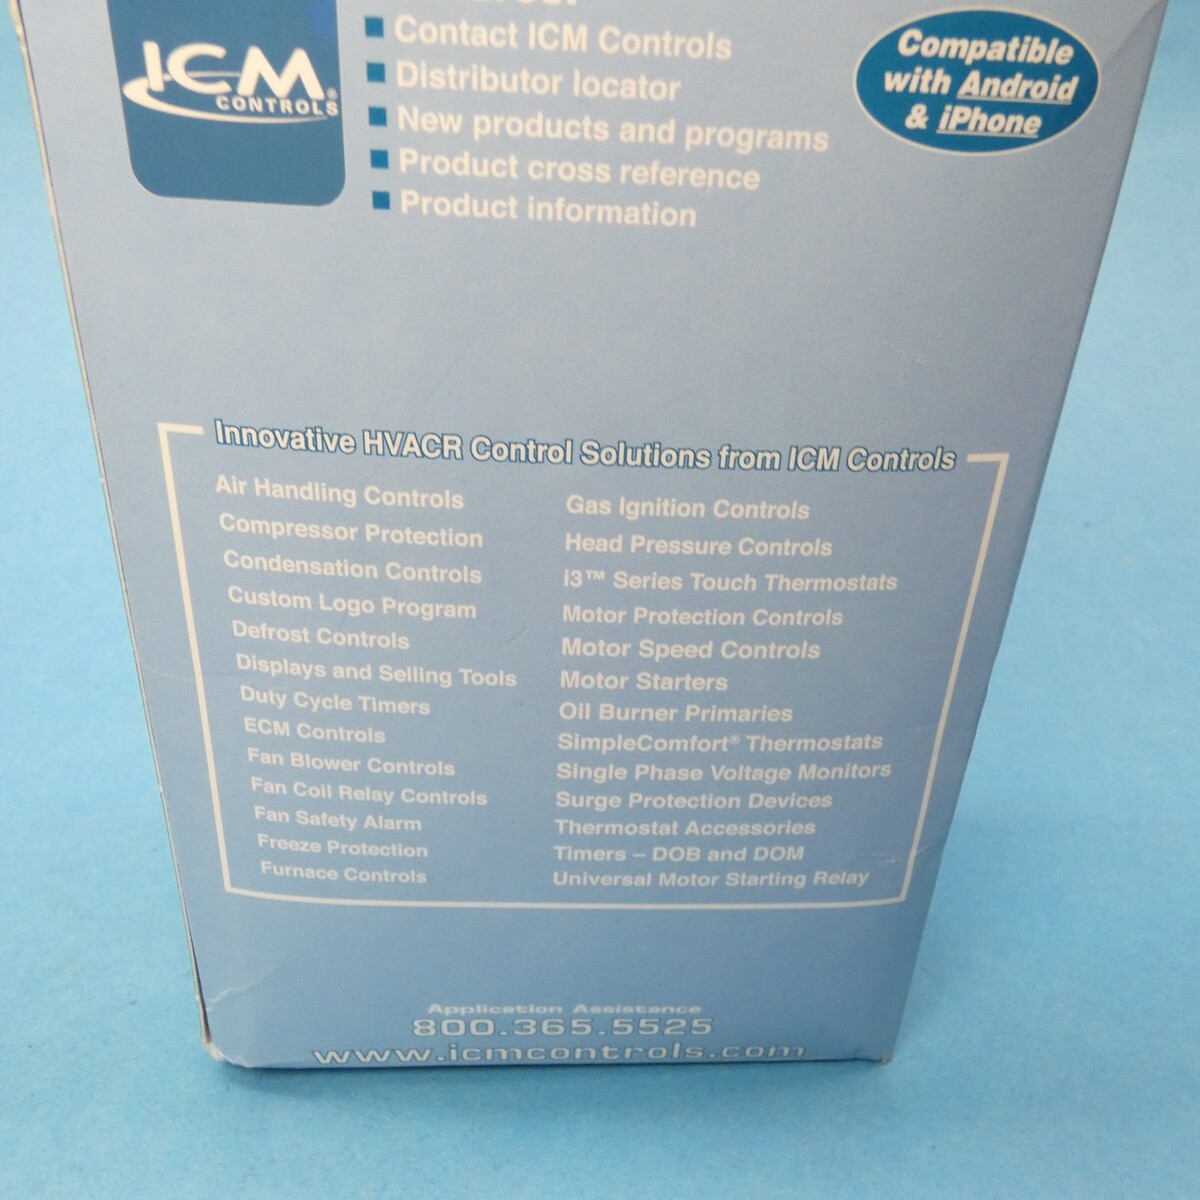 ICM
CONTROLS®
Contact ICM Controls
Distributor locator
New products and programs
Product cross reference
Product information
Compatible
with Android
& iPhone
Innovative HVACR Control Solutions from ICM Controls
Air Handling Controls
Compressor Protection
Condensation Controls
Custom Logo Program
Defrost Controls
Displays and Selling Tools
Duty Cycle Timers
ECM Controls
Fan Blower Controls
Fan Coil Relay Controls
Fan Safety Alarm
Freeze Protection
Furnace Controls
Gas Ignition Controls
Head Pressure Controls
i3™ Series Touch Thermostats
Motor Protection Controls
Motor Speed Controls
Motor Starters
Oil Burner Primaries
SimpleComfort® Thermostats
Single Phase Voltage Monitors
Surge Protection Devices
Thermostat Accessories
Timers – DOB and DOM
Universal Motor Starting Relay
Application Assistance
800.365.5525
www.icmcontrols.com